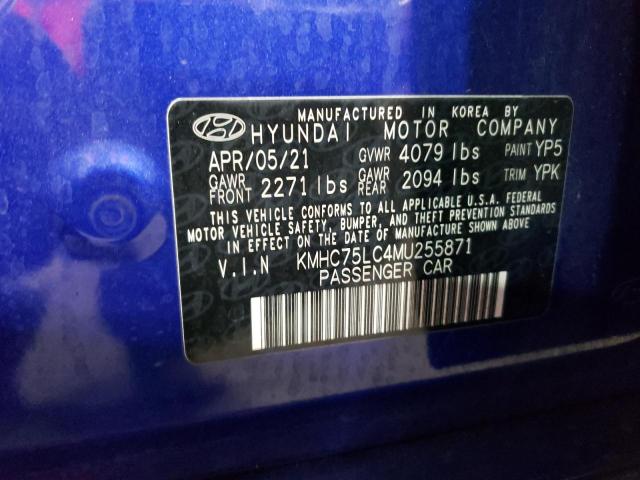 MANUFACTURED IN KOREA BY
HYUNDAI MOTOR COMPANY
APR/05/21 GVWR 4079 lbs PAINT YP5
GAWR FRONT 2271 lbs GAWR REAR 2094 lbs TRIM YPK
THIS VEHICLE CONFORMS TO ALL APPLICABLE U.S.A. FEDERAL
MOTOR VEHICLE SAFETY, BUMPER, AND THEFT PREVENTION
STANDARDS IN EFFECT ON THE DATE OF MANUFACTURE SHOWN
ABOVE
V.I.N KMHC75LC4MU255871
PASSENGER CAR